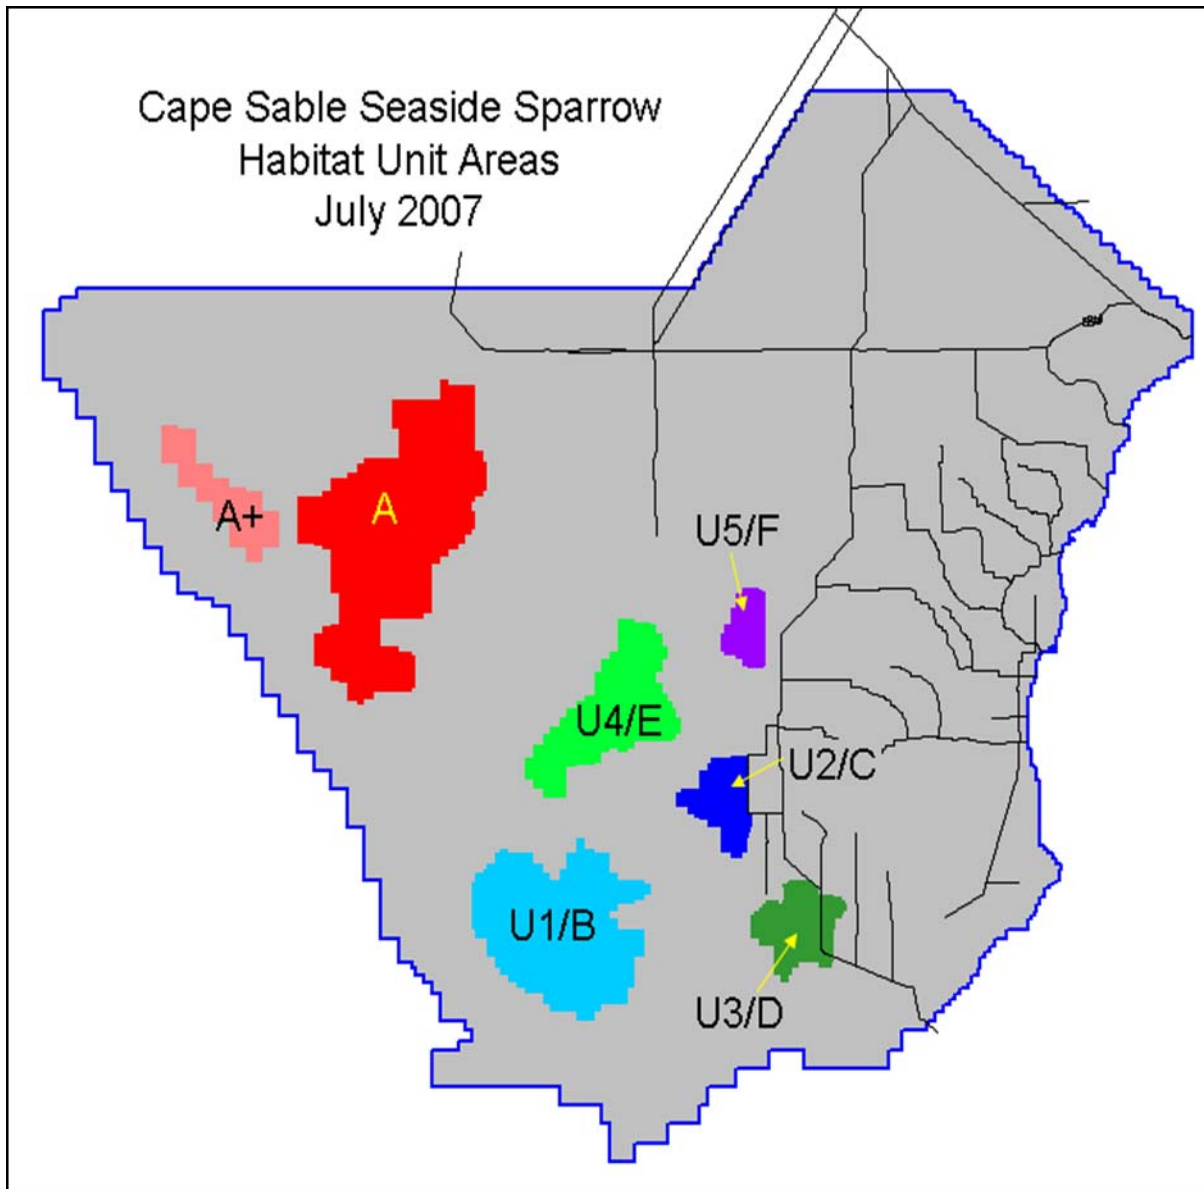 Cape Sable Seaside Sparrow
Habitat Unit Areas
July 2007
A+
A
U5/F
U4/E
U2/C
U1/B
U3/D